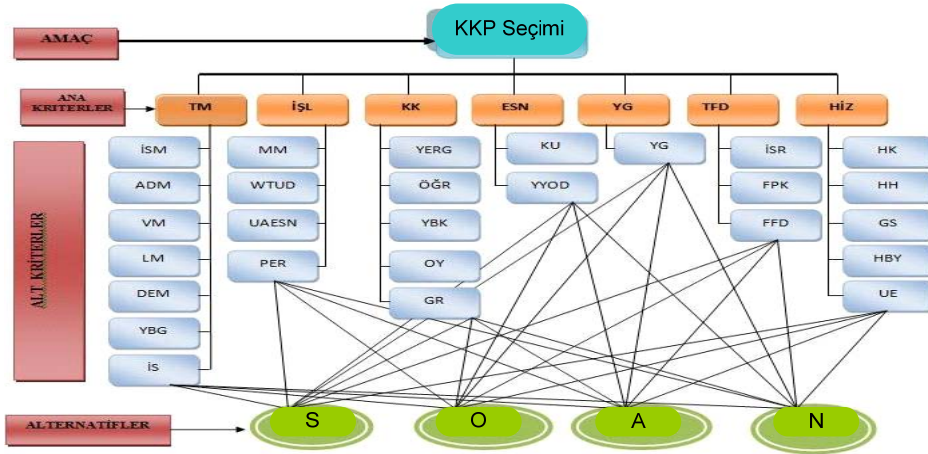 KKP Seçimi
AMAÇ
ANA
KRİTERLER
TM
İŞL
KK
ESN
YG
TFD
HİZ
ALT KRİTERLER
İSM
ADM
VM
LM
DEM
YBG
İS
MM
WTUD
UAESN
PER
YERG
ÖĞR
YBK
OY
GR
KU
YYOD
YG
İSR
FPK
FFD
HK
HH
GS
HBY
UE
ALTERNATİFLER
S
O
A
N